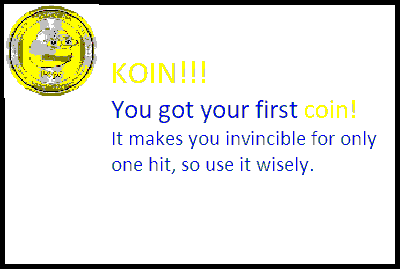 KOIN!!!
You got your first coin!
It makes you invincible for only
one hit, so use it wisely.